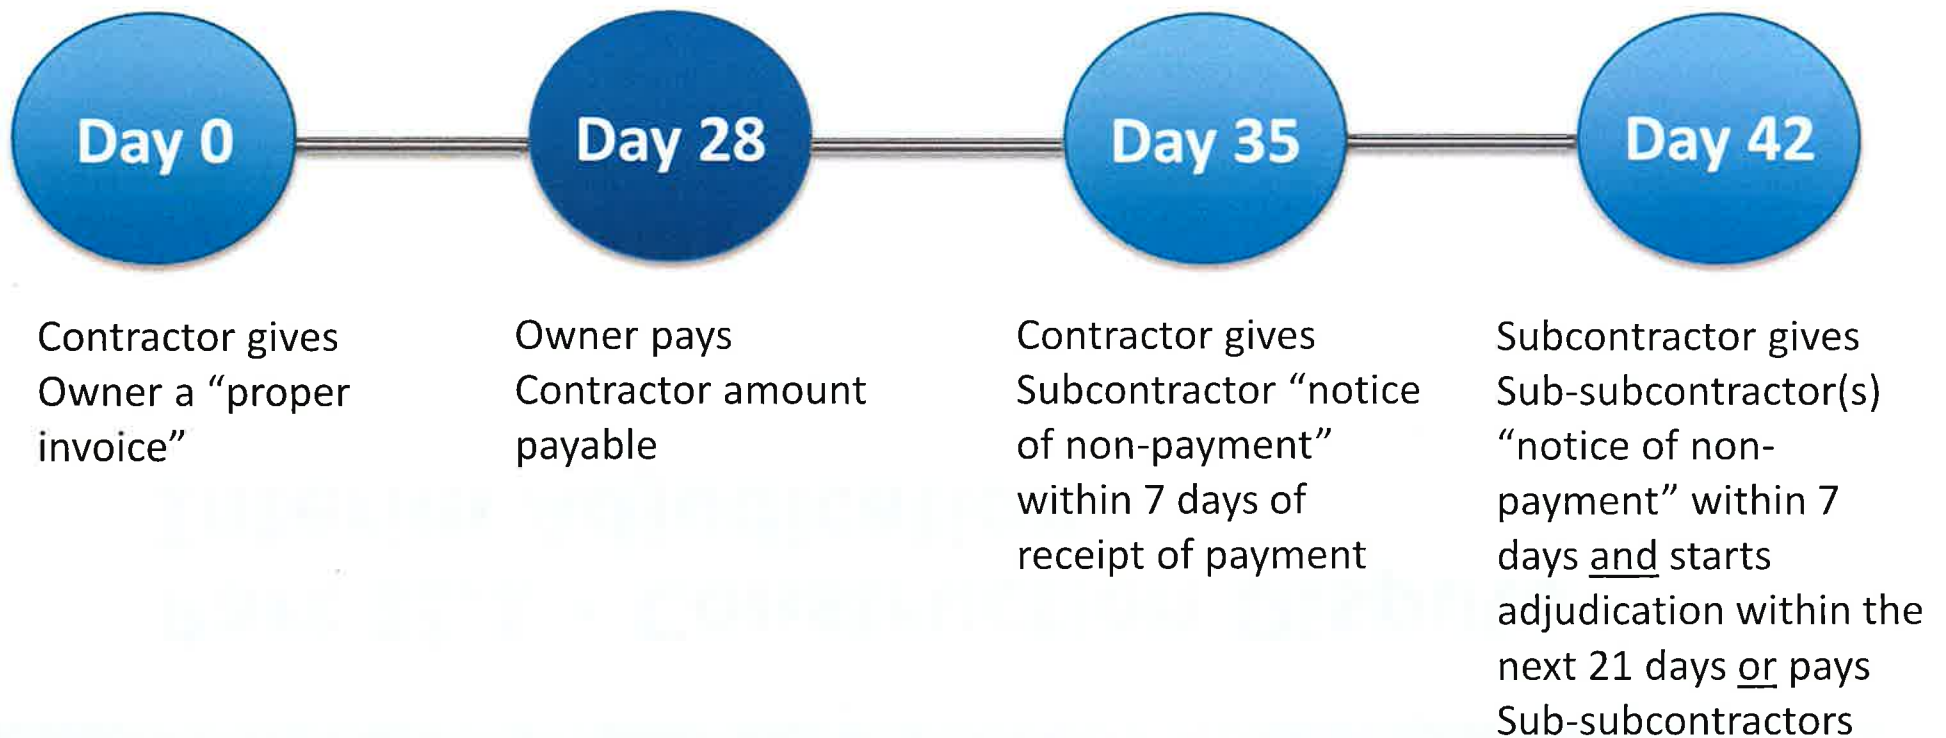 Day 0
Day 28
Day 35
Day 42
Contractor gives
Owner a “proper
invoice”
Owner pays
Contractor amount
payable
Contractor gives
Subcontractor “notice
of non-payment”
within 7 days of
receipt of payment
Subcontractor gives
Sub-subcontractor(s)
“notice of non-
payment” within 7
days and starts
adjudication within the
next 21 days or pays
Sub-subcontractors